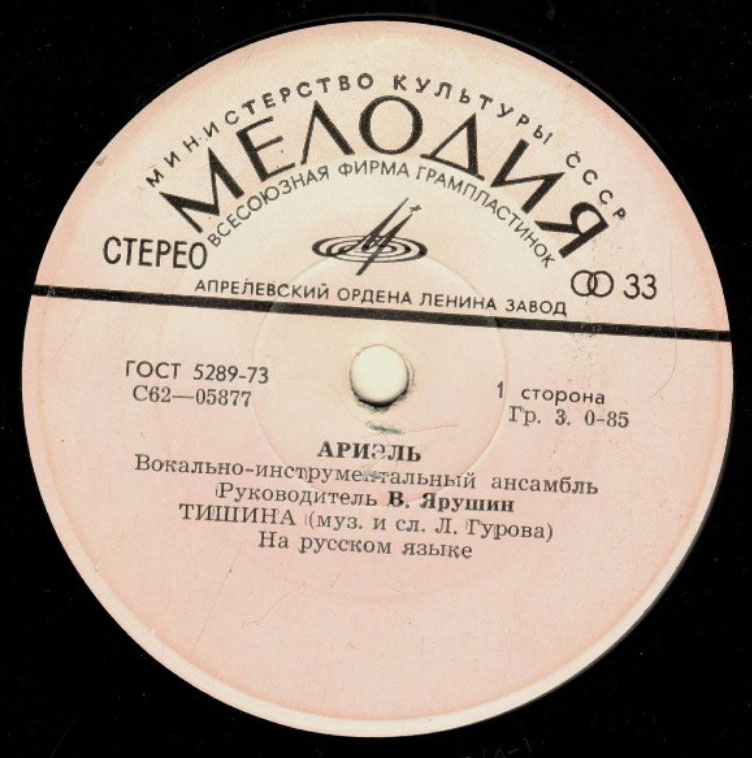 МИНИСТЕРСТВО КУЛЬТУРЫ СССР
МЕЛОДИЯ
ВСЕСОЮЗНАЯ ФИРМА ГРАМПЛАСТИНОК
СТЕРЕО
33
АПРЕЛЕВСКИЙ ОРДЕНА ЛЕНИНА ЗАВОД
ГОСТ 5289-73
С62—05877
1 сторона
Гр. 3. 0-85
АРИЭЛЬ
Вокально-инструментальный ансамбль
Руководитель В. Ярушин
ТИШИНА (муз. и сл. Л. Гурова)
На русском языке